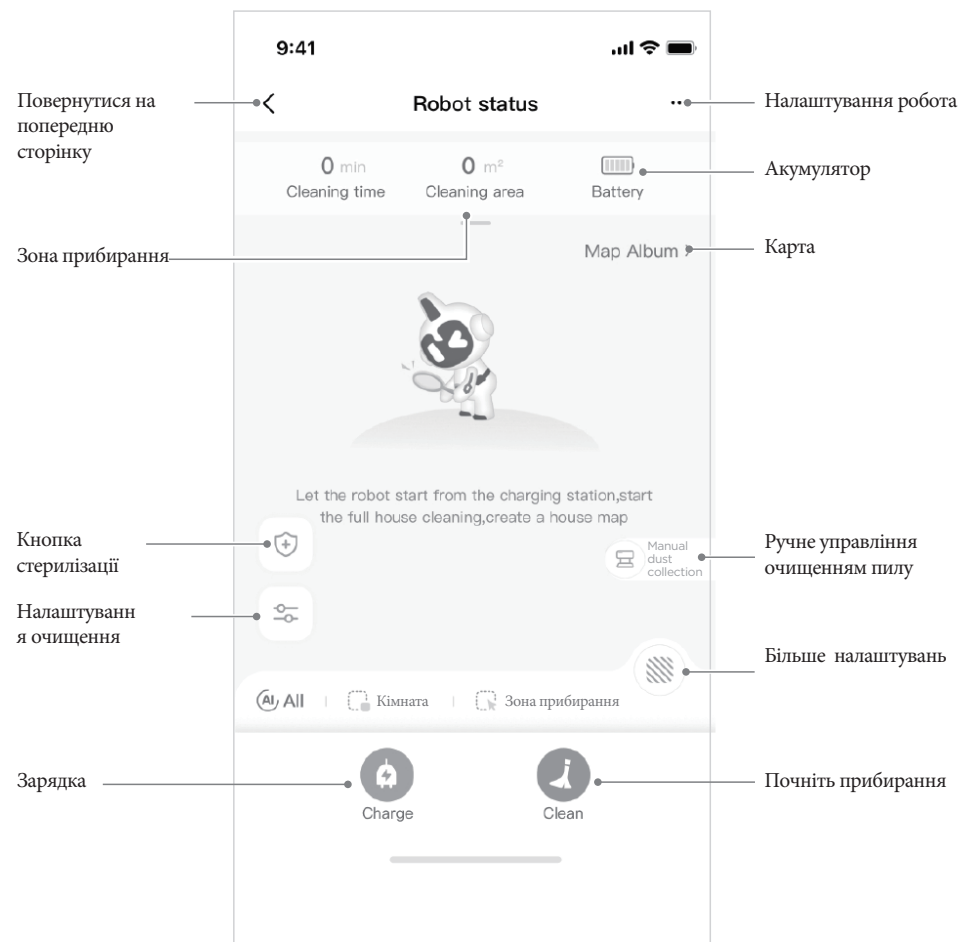 9:41
Повернутися на
попередню
сторінку
Robot status
Налаштування робота
0 min
0 m²
Cleaning time
Cleaning area
Battery
Акумулятор
Зона прибирання
Map Album
Карта
Let the robot start from the charging station,start
the full house cleaning,create a house map
Кнопка
стерилізації
Manual
dust
collection
Ручне управління
очищенням пилу
Налаштуванн
я очищення
Більше налаштувань
AI All
Кімната
Зона прибирання
Зарядка
Charge
Clean
Почніть прибирання